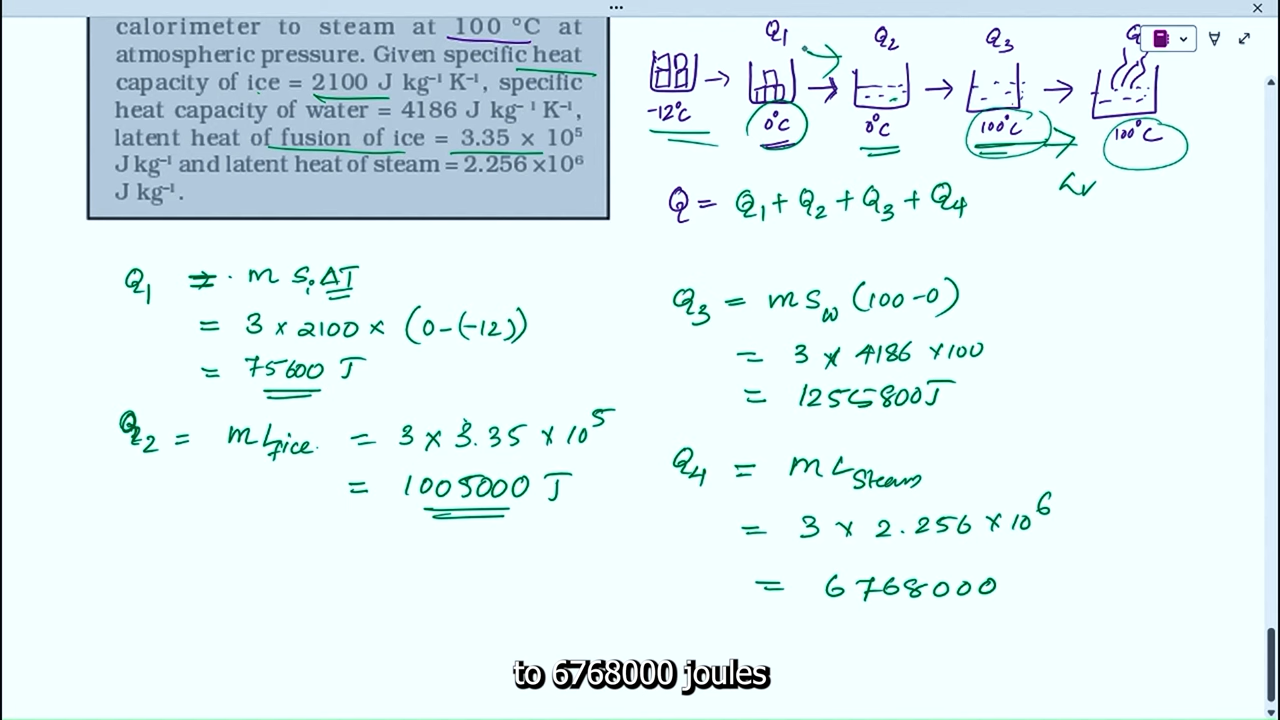 calorimeter to steam at 100 °C at
atmospheric pressure. Given specific heat
capacity of ice = 2100 J kg⁻¹ K⁻¹, specific
heat capacity of water = 4186 J kg⁻¹ K⁻¹,
latent heat of fusion of ice = 3.35 × 10⁵
J kg⁻¹ and latent heat of steam = 2.256 ×10⁶
J kg⁻¹.
Q₁ Q₂ Q₃
-12°C 0°C 0°C 100°C 100°C
Lv
Q = Q₁ + Q₂ + Q₃ + Q₄
Q₁ = m Sᵢ ΔT
= 3 × 2100 × (0-(-12))
= 75600 J
Q₂ = m Lf ice = 3 × 3.35 × 10⁵
= 1005000 J
Q₃ = m Sw (100-0)
= 3 × 4186 × 100
= 1255800 J
Q₄ = m L Steam
= 3 × 2.256 × 10⁶
= 6768000
to 6768000 joules